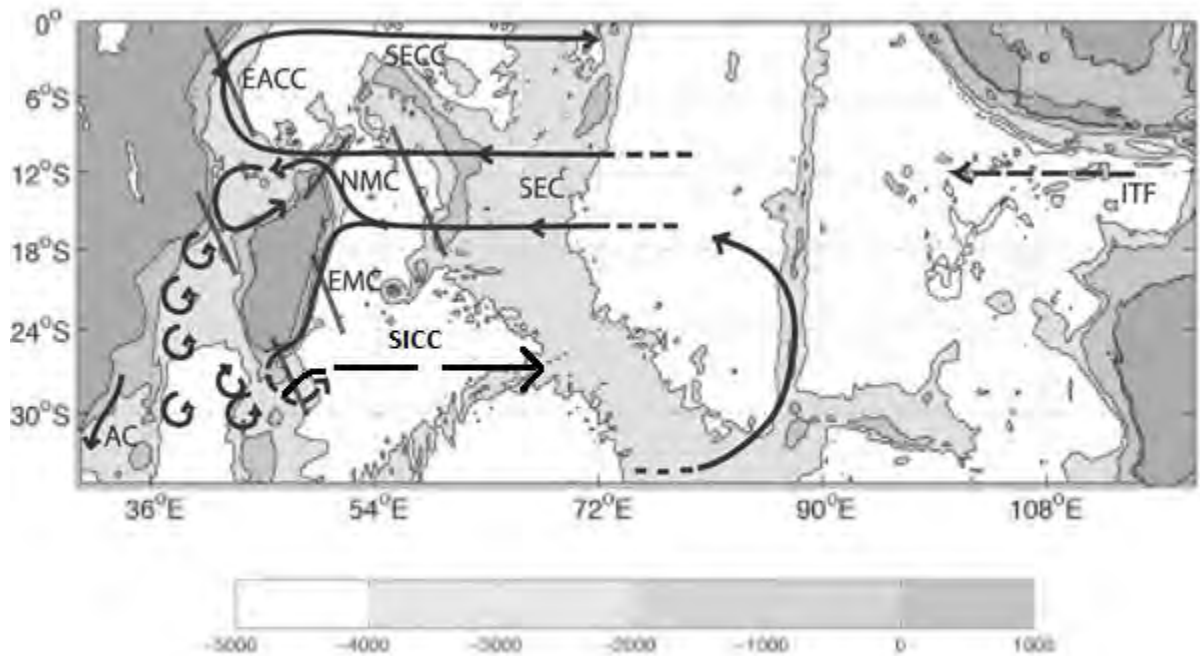 0°S
SECC
EACC
6°S
12°S
NMC
SEC
ITF
18°S
EMC
24°S
SICC
30°S
AC
36°E
54°E
72°E
90°E
108°E
-5000
-4000
-3000
-2000
-1000
0
1000